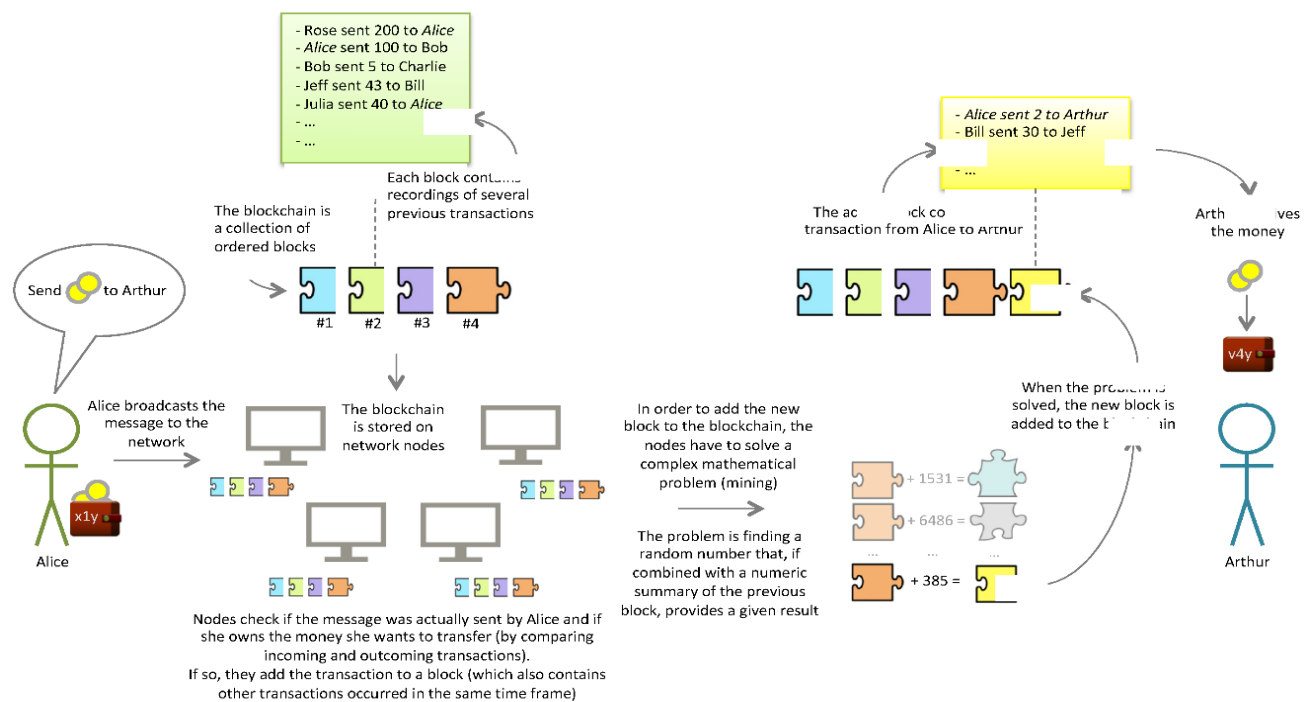 - Rose sent 200 to Alice
- Alice sent 100 to Bob
- Bob sent 5 to Charlie
- Jeff sent 43 to Bill
- Julia sent 40 to Alice
- ...
- ...
Each block contains
recordings of several
previous transactions
The blockchain is
a collection of
ordered blocks
#1
#2
#3
#4
Send to Arthur
Alice broadcasts the
message to the
network
x1y
Alice
The blockchain
is stored on
network nodes
Nodes check if the message was actually sent by Alice and if
she owns the money she wants to transfer (by comparing
incoming and outcoming transactions).
If so, they add the transaction to a block (which also contains
other transactions occurred in the same time frame)
In order to add the new
block to the blockchain, the
nodes have to solve a
complex mathematical
problem (mining)
The problem is finding a
random number that, if
combined with a numeric
summary of the previous
block, provides a given result
+ 1531 =
+ 6486 =
... ... ...
+ 385 =
When the problem is
solved, the new block is
added to the
- Alice sent 2 to Arthur
- Bill sent 30 to Jeff
- ...
The
transaction from Alice to Arthur
the money
v4y
Arthur